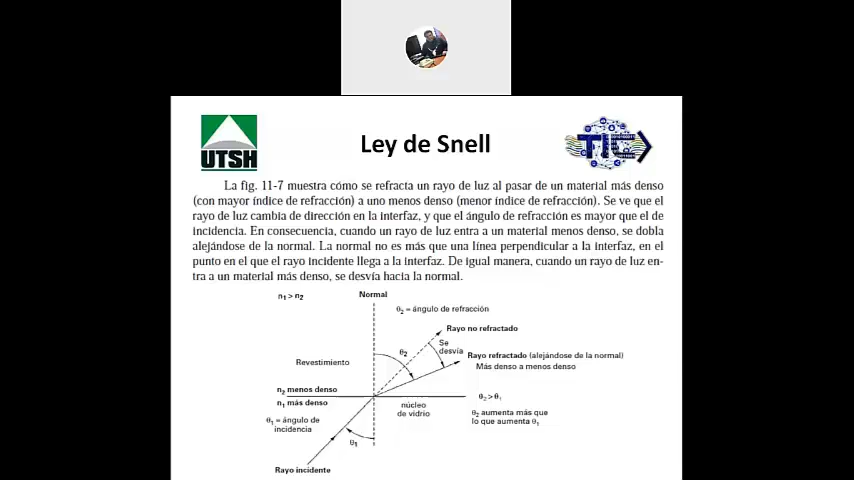 UTSH
Ley de Snell
TIC
La fig. 11-7 muestra cómo se refracta un rayo de luz al pasar de un material más denso
(con mayor índice de refracción) a uno menos denso (menor índice de refracción). Se ve que el
rayo de luz cambia de dirección en la interfaz, y que el ángulo de refracción es mayor que el de
incidencia. En consecuencia, cuando un rayo de luz entra a un material menos denso, se dobla
alejándose de la normal. La normal no es más que una línea perpendicular a la interfaz, en el
punto en el que el rayo incidente llega a la interfaz. De igual manera, cuando un rayo de luz en-
tra a un material más denso, se desvía hacia la normal.
n₁ > n₂
Normal
θ₂ = ángulo de refracción
Rayo no refractado
Se
desvía
θ₂
Rayo refractado (alejándose de la normal)
Más denso a menos denso
Revestimiento
n₂ menos denso
n₁ más denso
núcleo
de vidrio
θ₂ > θ₁
θ₂ aumenta más que
lo que aumenta θ₁
θ₁ = ángulo de
incidencia
θ₁
Rayo incidente